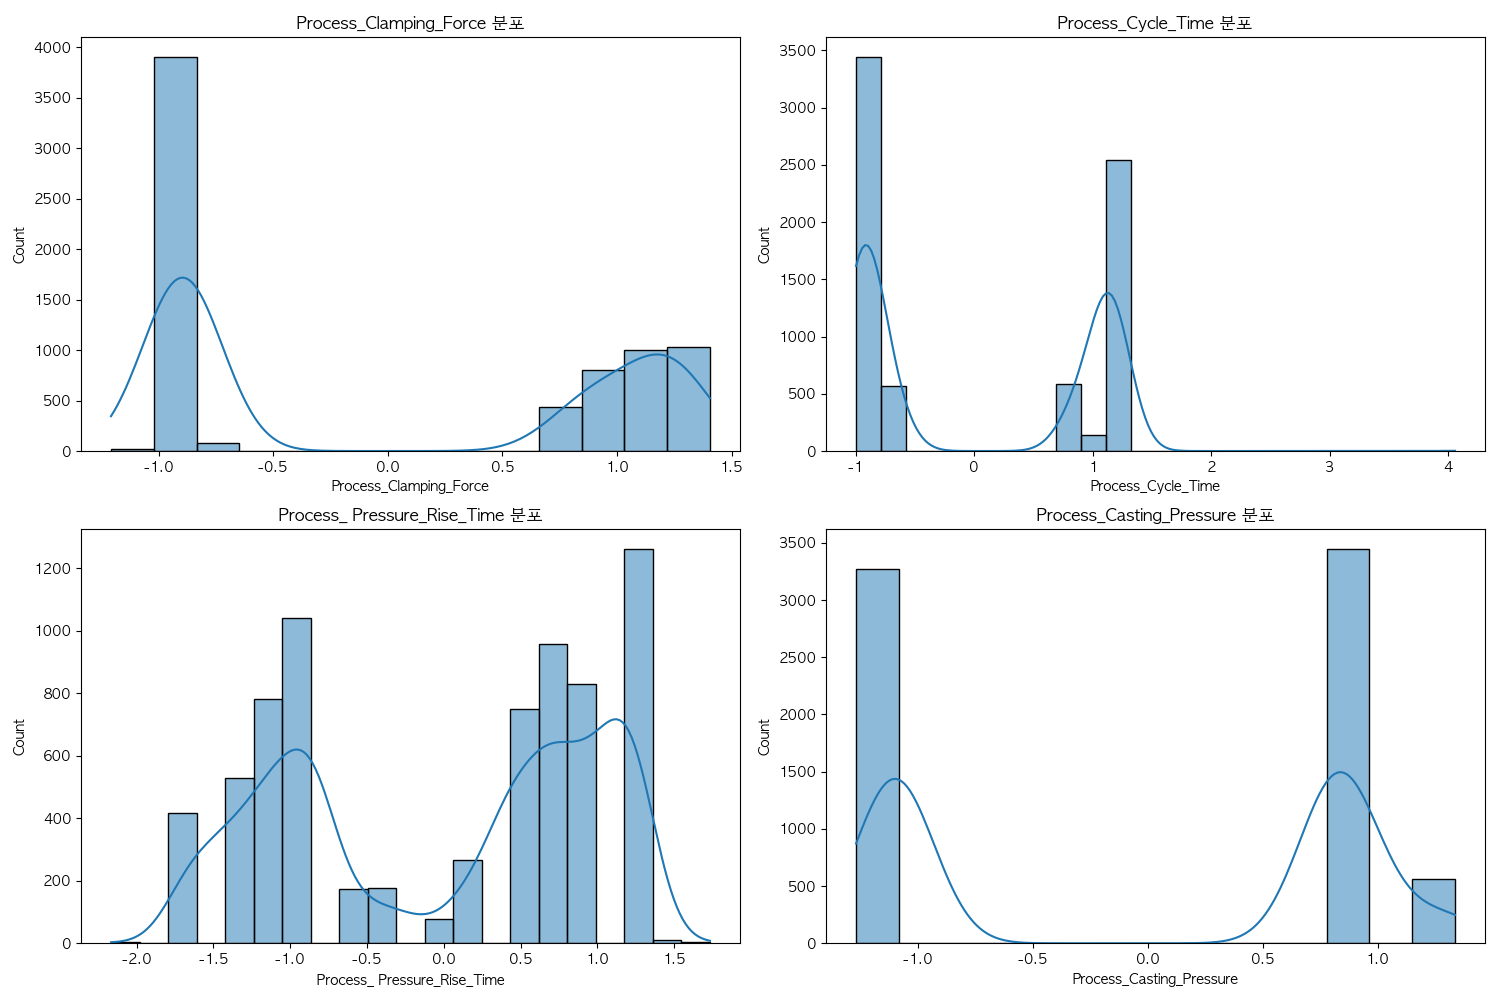 Process_Clamping_Force 분포
4000
3500
3000
2500
2000
1500
1000
500
0
Count
-1.0 -0.5 0.0 0.5 1.0 1.5
Process_Clamping_Force
Process_Cycle_Time 분포
3500
3000
2500
2000
1500
1000
500
0
Count
-1 0 1 2 3 4
Process_Cycle_Time
Process_ Pressure_Rise_Time 분포
1200
1000
800
600
400
200
0
Count
-2.0 -1.5 -1.0 -0.5 0.0 0.5 1.0 1.5
Process_ Pressure_Rise_Time
Process_Casting_Pressure 분포
3500
3000
2500
2000
1500
1000
500
0
Count
-1.0 -0.5 0.0 0.5 1.0
Process_Casting_Pressure